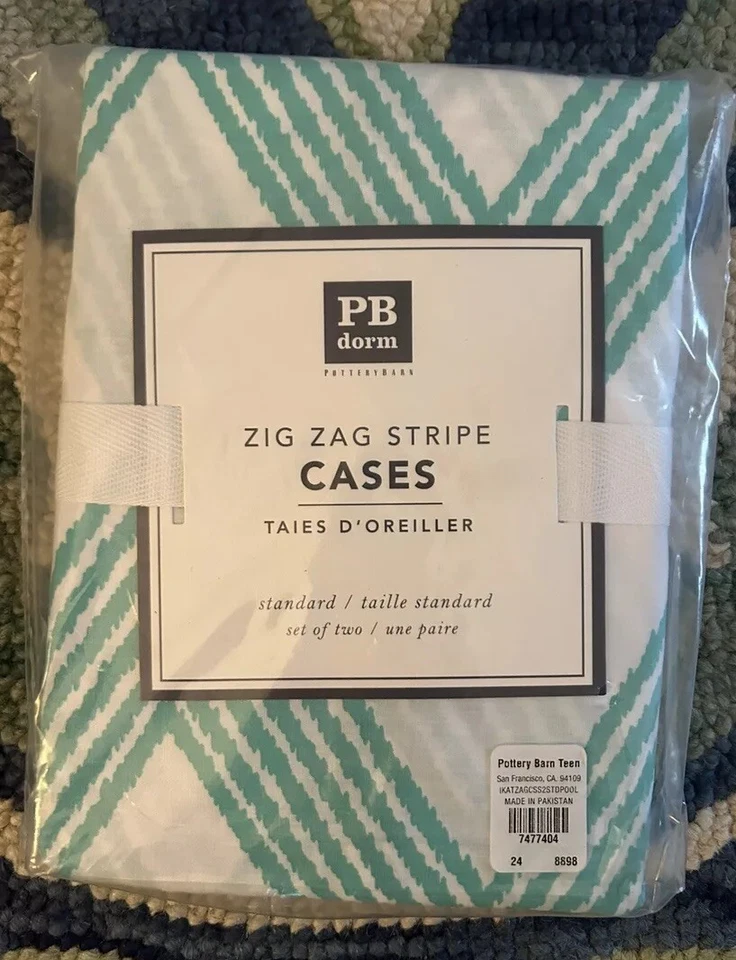 PB
dorm
POTTERYBARN
ZIG ZAG STRIPE
CASES
TAIES D'OREILLER
standard / taille standard
set of two / une paire
Pottery Barn Teen
San Francisco, CA. 94109
IKATZAGCSS2STDPOOL
MADE IN PAKISTAN
7477404
24 8898